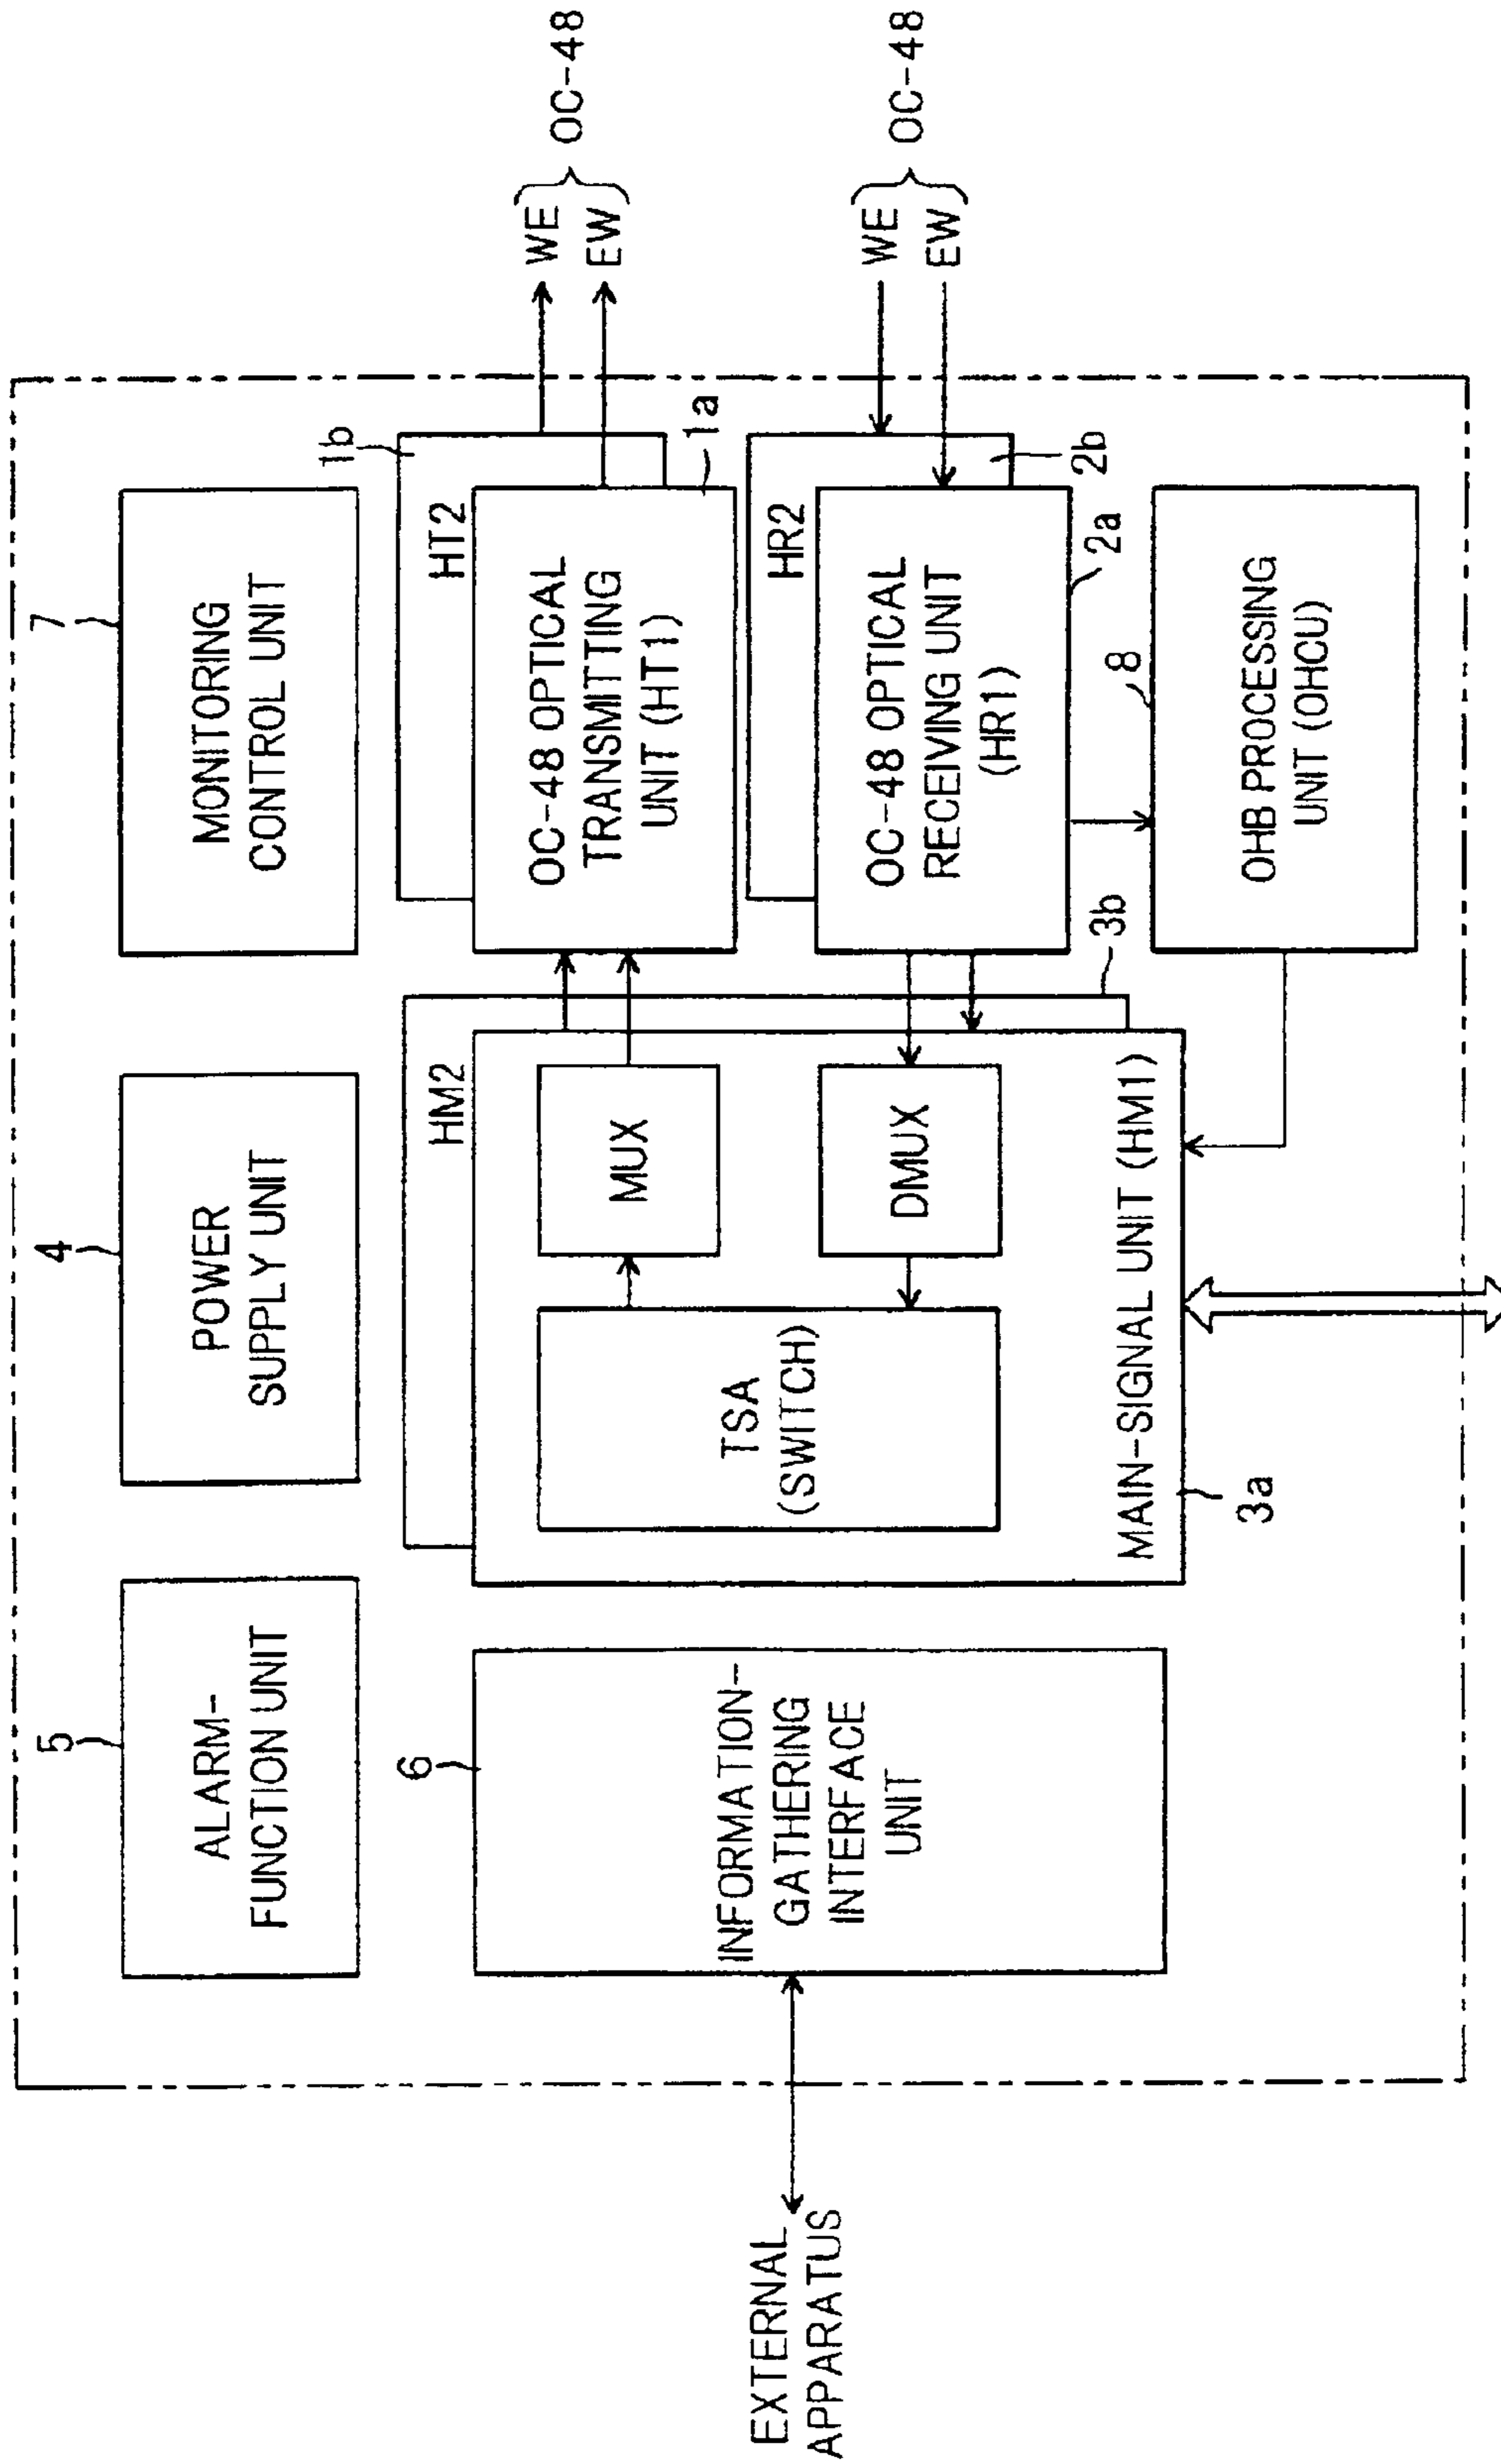 5
ALARM-
FUNCTION UNIT
4
POWER
SUPPLY UNIT
7
MONITORING
CONTROL UNIT
6
INFORMATION-
GATHERING
INTERFACE
UNIT
EXTERNAL
APPARATUS
HM2
TSA
(SWITCH)
MUX
DMUX
MAIN-SIGNAL UNIT (HM1)
3a
3b
HT2
1b
OC-48 OPTICAL
TRANSMITTING
UNIT (HT1)
1a
HR2
OC-48 OPTICAL
RECEIVING UNIT
(HR1)
2b
2a
8
OHB PROCESSING
UNIT (OHCU)
WE
EW
OC-48
WE
EW
OC-48